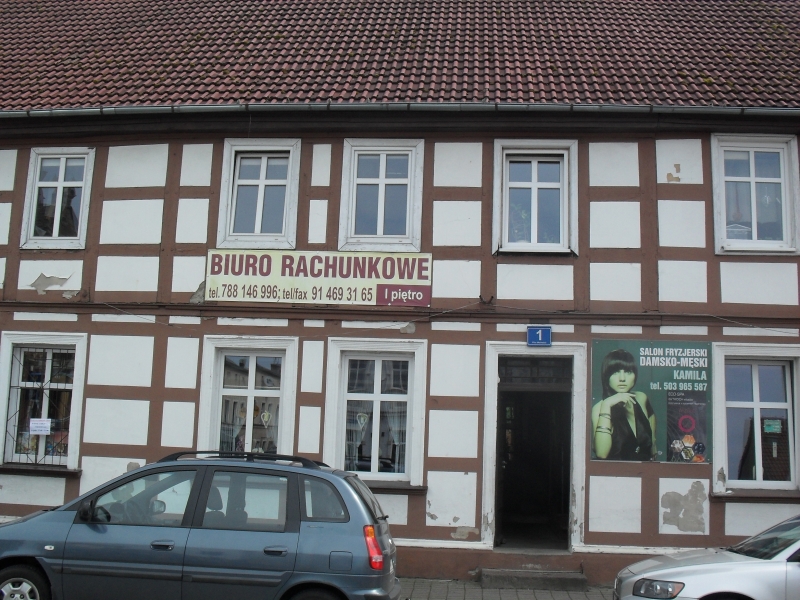 BIURO RACHUNKOWE
tel. 788 146 996; tel/fax 91 469 31 65 I piętro
1
SALON FRYZJERSKI
DAMSKO-MĘSKI
KAMILA
tel. 503 965 587